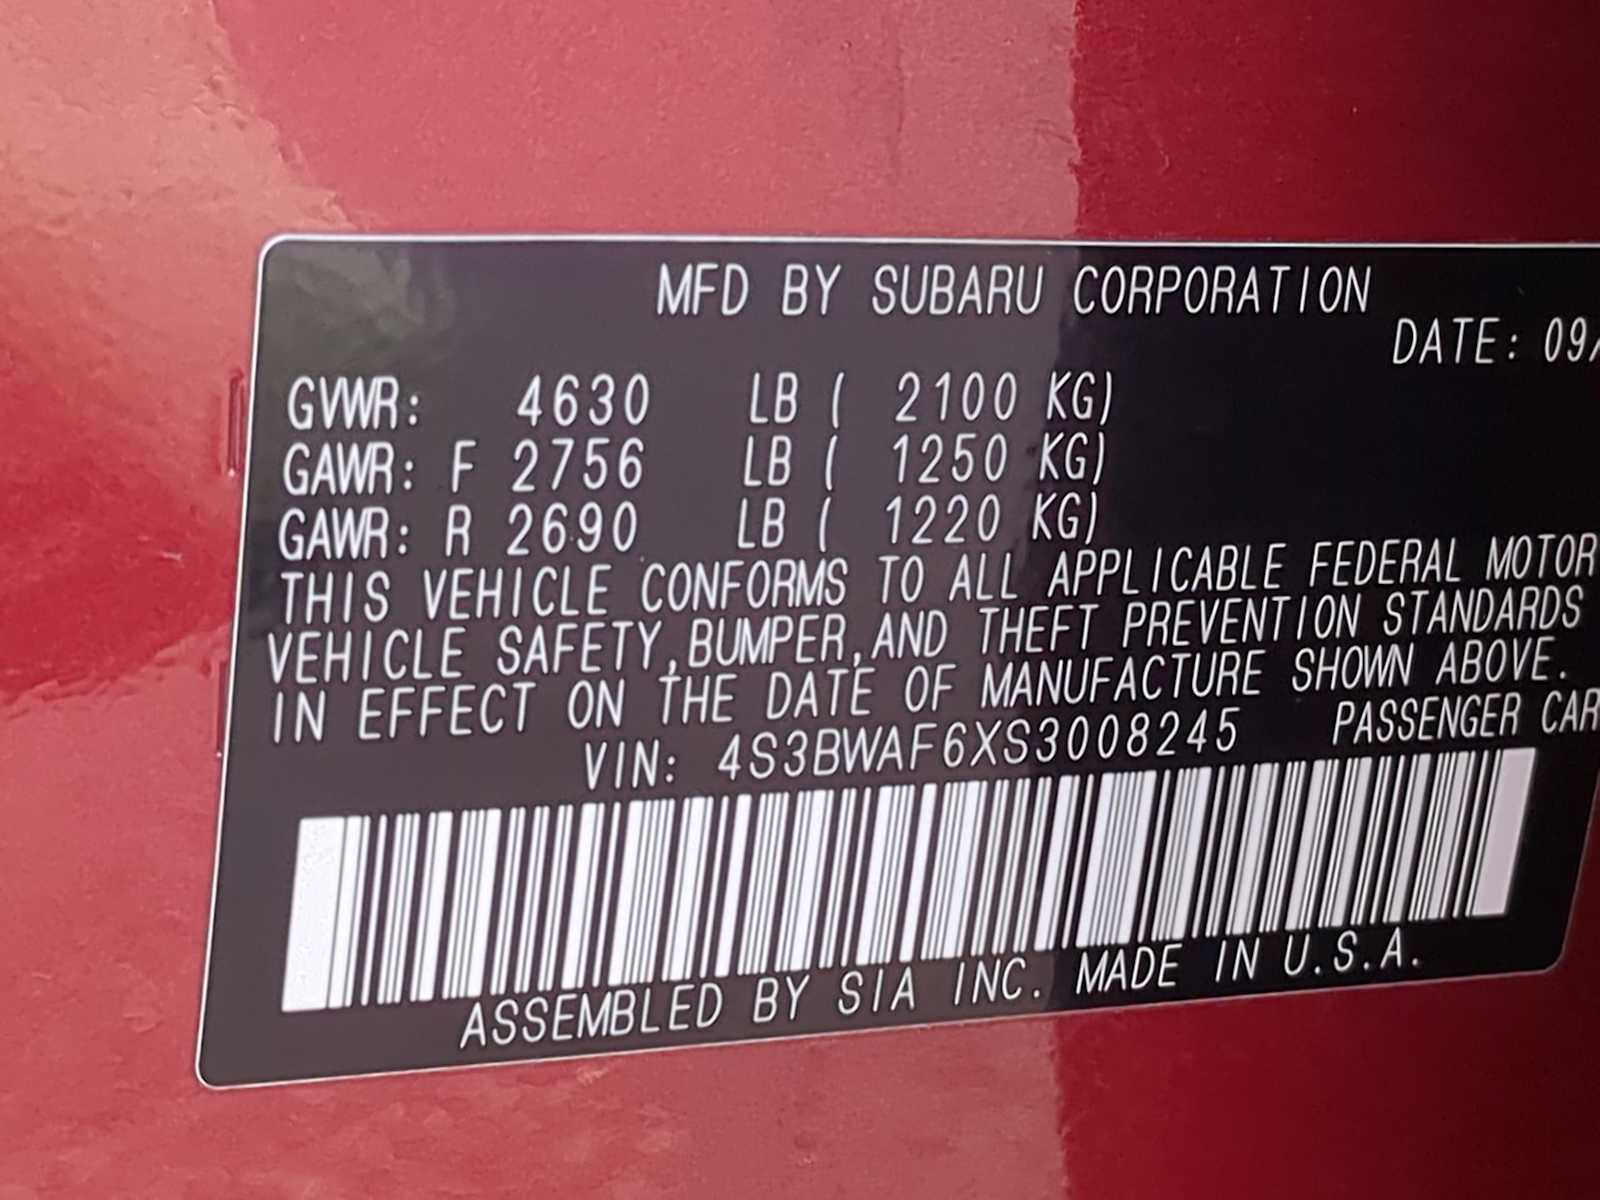 MFD BY SUBARU CORPORATION
DATE: 09/
GVWR: 4630 LB ( 2100 KG)
GAWR: F 2756 LB ( 1250 KG)
GAWR: R 2690 LB ( 1220 KG)
THIS VEHICLE CONFORMS TO ALL APPLICABLE FEDERAL MOTOR
VEHICLE SAFETY,BUMPER,AND THEFT PREVENTION STANDARDS
IN EFFECT ON THE DATE OF MANUFACTURE SHOWN ABOVE.
VIN: 4S3BWAF6XS3008245 PASSENGER CAR
ASSEMBLED BY SIA INC. MADE IN U.S.A.